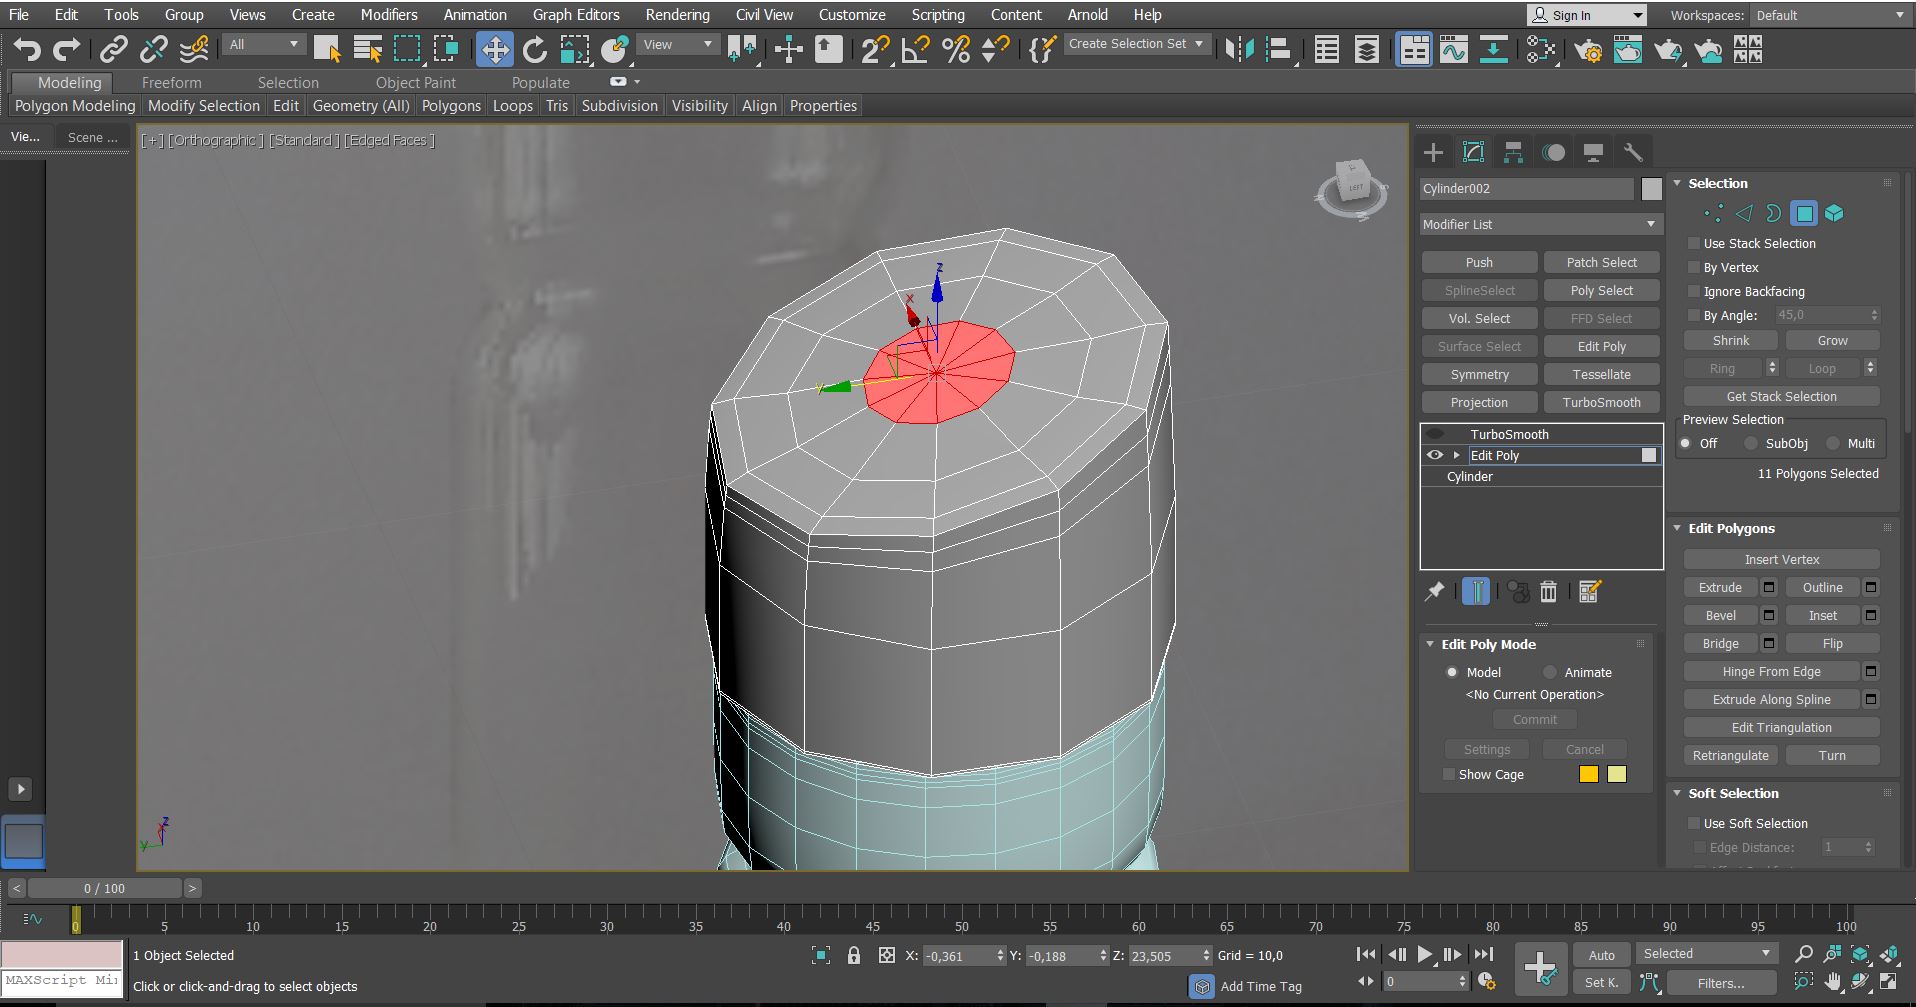 File Edit Tools Group Views Create Modifiers Animation Graph Editors Rendering Civil View Customize Scripting Content Arnold Help Sign In Workspaces: Default
All View Create Selection Set
Modeling Freeform Selection Object Paint Populate
Polygon Modeling Modify Selection Edit Geometry (All) Polygons Loops Tris Subdivision Visibility Align Properties
Vie... Scene ...
[ + ] [Orthographic ] [Standard ] [Edged Faces ]
LEFT
z
x
y
z
x
y
Cylinder002
Modifier List
Push Patch Select
SplineSelect Poly Select
Vol. Select FFD Select
Surface Select Edit Poly
Symmetry Tessellate
Projection TurboSmooth
TurboSmooth
Edit Poly
Cylinder
Edit Poly Mode
Model Animate
<No Current Operation>
Commit
Settings Cancel
Show Cage
Selection
Use Stack Selection
By Vertex
Ignore Backfacing
By Angle: 45,0
Shrink Grow
Ring Loop
Get Stack Selection
Preview Selection
Off SubObj Multi
11 Polygons Selected
Edit Polygons
Insert Vertex
Extrude Outline
Bevel Inset
Bridge Flip
Hinge From Edge
Extrude Along Spline
Edit Triangulation
Retriangulate Turn
Soft Selection
Use Soft Selection
Edge Distance: 1
< 0 / 100 >
0 5 10 15 20 25 30 35 40 45 50 55 60 65 70 75 80 85 90 95 100
1 Object Selected X: -0,361 Y: -0,188 Z: 23,505 Grid = 10,0 Auto Selected
MAXScript Mi
Click or click-and-drag to select objects Add Time Tag 0 Set K. Filters...